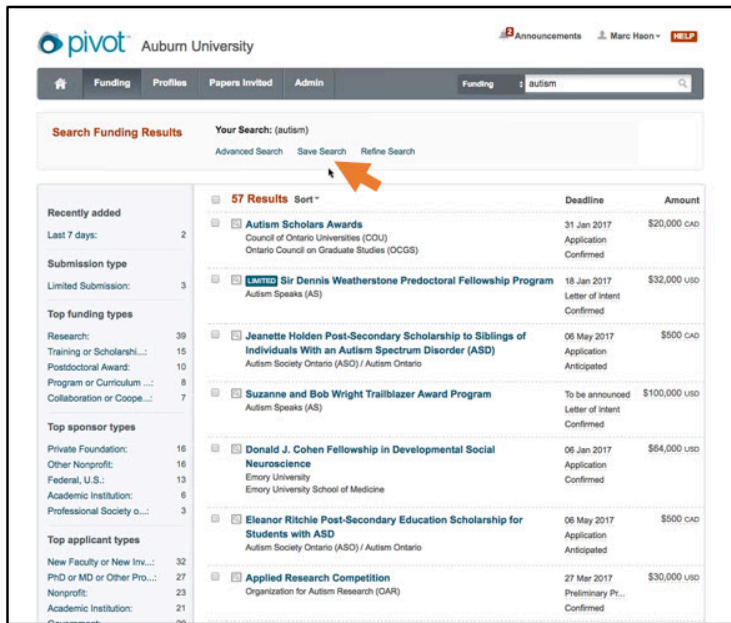 pivot Auburn University
2 Announcements Marc Haon HELP
Funding Profiles Papers Invited Admin Funding autism
Search Funding Results
Your Search: (autism)
Advanced Search Save Search Refine Search
Recently added
Last 7 days: 2
Submission type
Limited Submission: 3
Top funding types
Research: 39
Training or Scholarshi...: 15
Postdoctoral Award: 10
Program or Curriculum ...: 8
Collaboration or Coope...: 7
Top sponsor types
Private Foundation: 16
Other Nonprofit: 16
Federal, U.S.: 13
Academic Institution: 6
Professional Society o...: 3
Top applicant types
New Faculty or New Inv...: 32
PhD or MD or Other Pro...: 27
Nonprofit: 23
Academic Institution: 21
57 Results Sort Deadline Amount
Autism Scholars Awards 31 Jan 2017 $20,000 CAD
Council of Ontario Universities (COU) Application
Ontario Council on Graduate Studies (OCGS) Confirmed
LIMITED Sir Dennis Weatherstone Predoctoral Fellowship Program 18 Jan 2017 $32,000 USD
Autism Speaks (AS) Letter of Intent
Confirmed
Jeanette Holden Post-Secondary Scholarship to Siblings of 06 May 2017 $500 CAD
Individuals With an Autism Spectrum Disorder (ASD) Application
Autism Society Ontario (ASO) / Autism Ontario Anticipated
Suzanne and Bob Wright Trailblazer Award Program To be announced $100,000 USD
Autism Speaks (AS) Letter of Intent
Confirmed
Donald J. Cohen Fellowship in Developmental Social 06 Jan 2017 $64,000 USD
Neuroscience Application
Emory University Confirmed
Emory University School of Medicine
Eleanor Ritchie Post-Secondary Education Scholarship for 06 May 2017 $500 CAD
Students with ASD Application
Autism Society Ontario (ASO) / Autism Ontario Anticipated
Applied Research Competition 27 Mar 2017 $30,000 USD
Organization for Autism Research (OAR) Preliminary Pr...
Confirmed